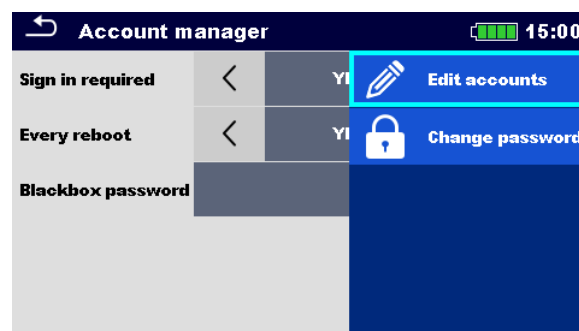 Account manager
15:00
Sign in required
Edit accounts
Every reboot
Change password
Blackbox password